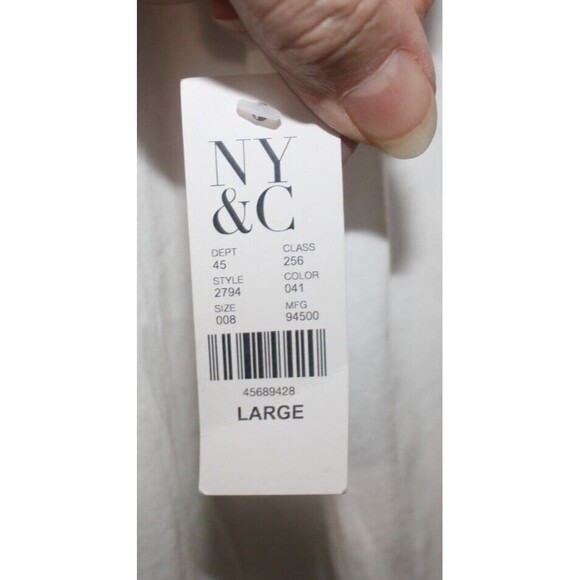 NY
&C
DEPT CLASS
45 256
STYLE COLOR
2794 041
SIZE MFG
008 94500
45689428
LARGE